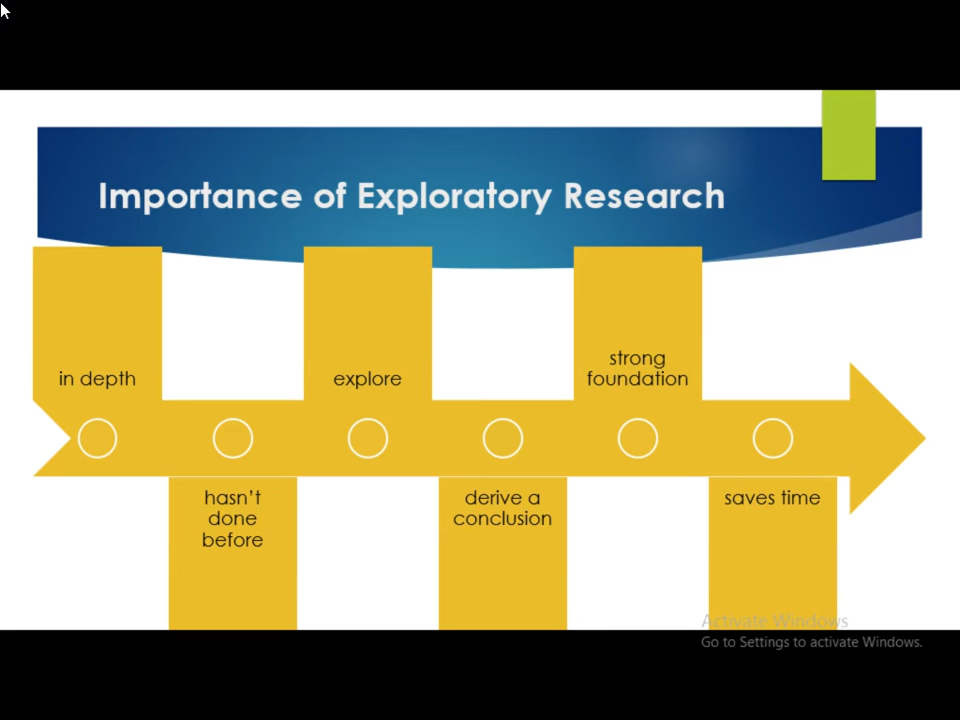 Importance of Exploratory Research
in depth
hasn't
done
before
explore
derive a
conclusion
strong
foundation
saves time
Activate Windows
Go to Settings to activate Windows.